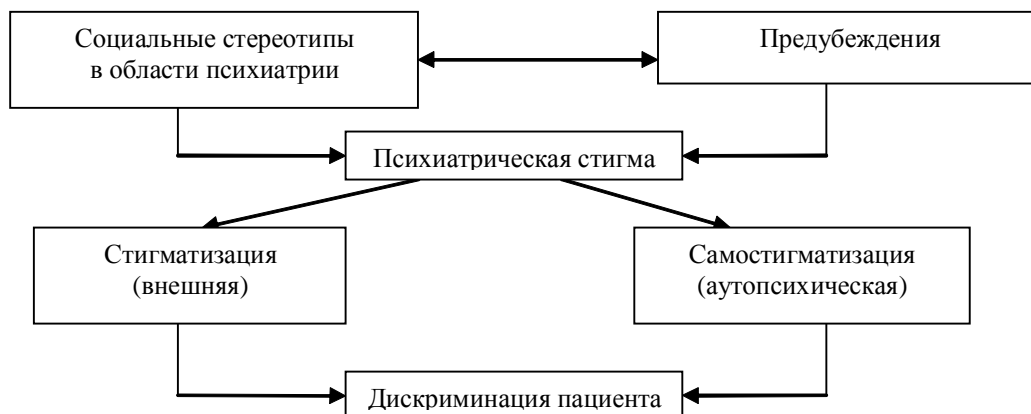 Социальные стереотипы
в области психиатрии
Предубеждения
Психиатрическая стигма
Стигматизация
(внешняя)
Самостигматизация
(аутопсихическая)
Дискриминация пациента